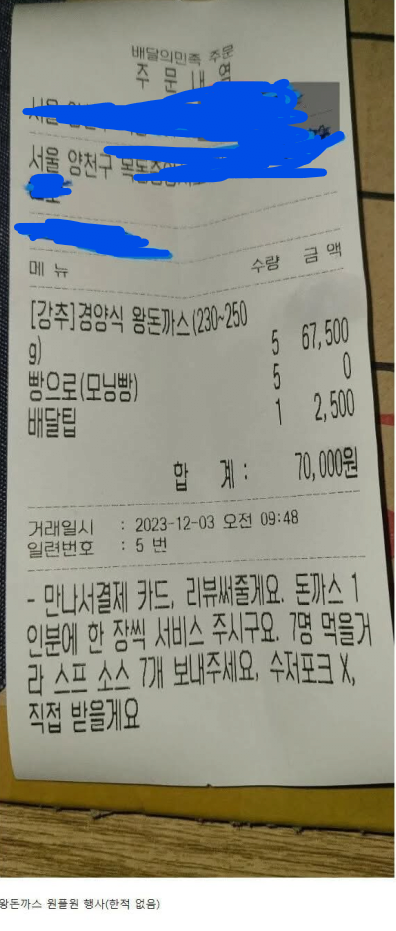 배달의민족 주문
주 문 내 역
서울
서울 양천구
메 뉴 수량 금 액
[강추]경양식 왕돈까스(230~250
g) 5 67,500
빵으로(모닝빵) 5 0
배달팁 1 2,500
합 계: 70,000원
거래일시 : 2023-12-03 오전 09:48
일련번호 : 5 번
- 만나서결제 카드, 리뷰써줄게요. 돈까스 1
인분에 한 장씩 서비스 주시구요. 7명 먹을거
라 스프 소스 7개 보내주세요, 수저포크 X,
직접 받을게요
왕돈까스 원플원 행사(한적 없음)